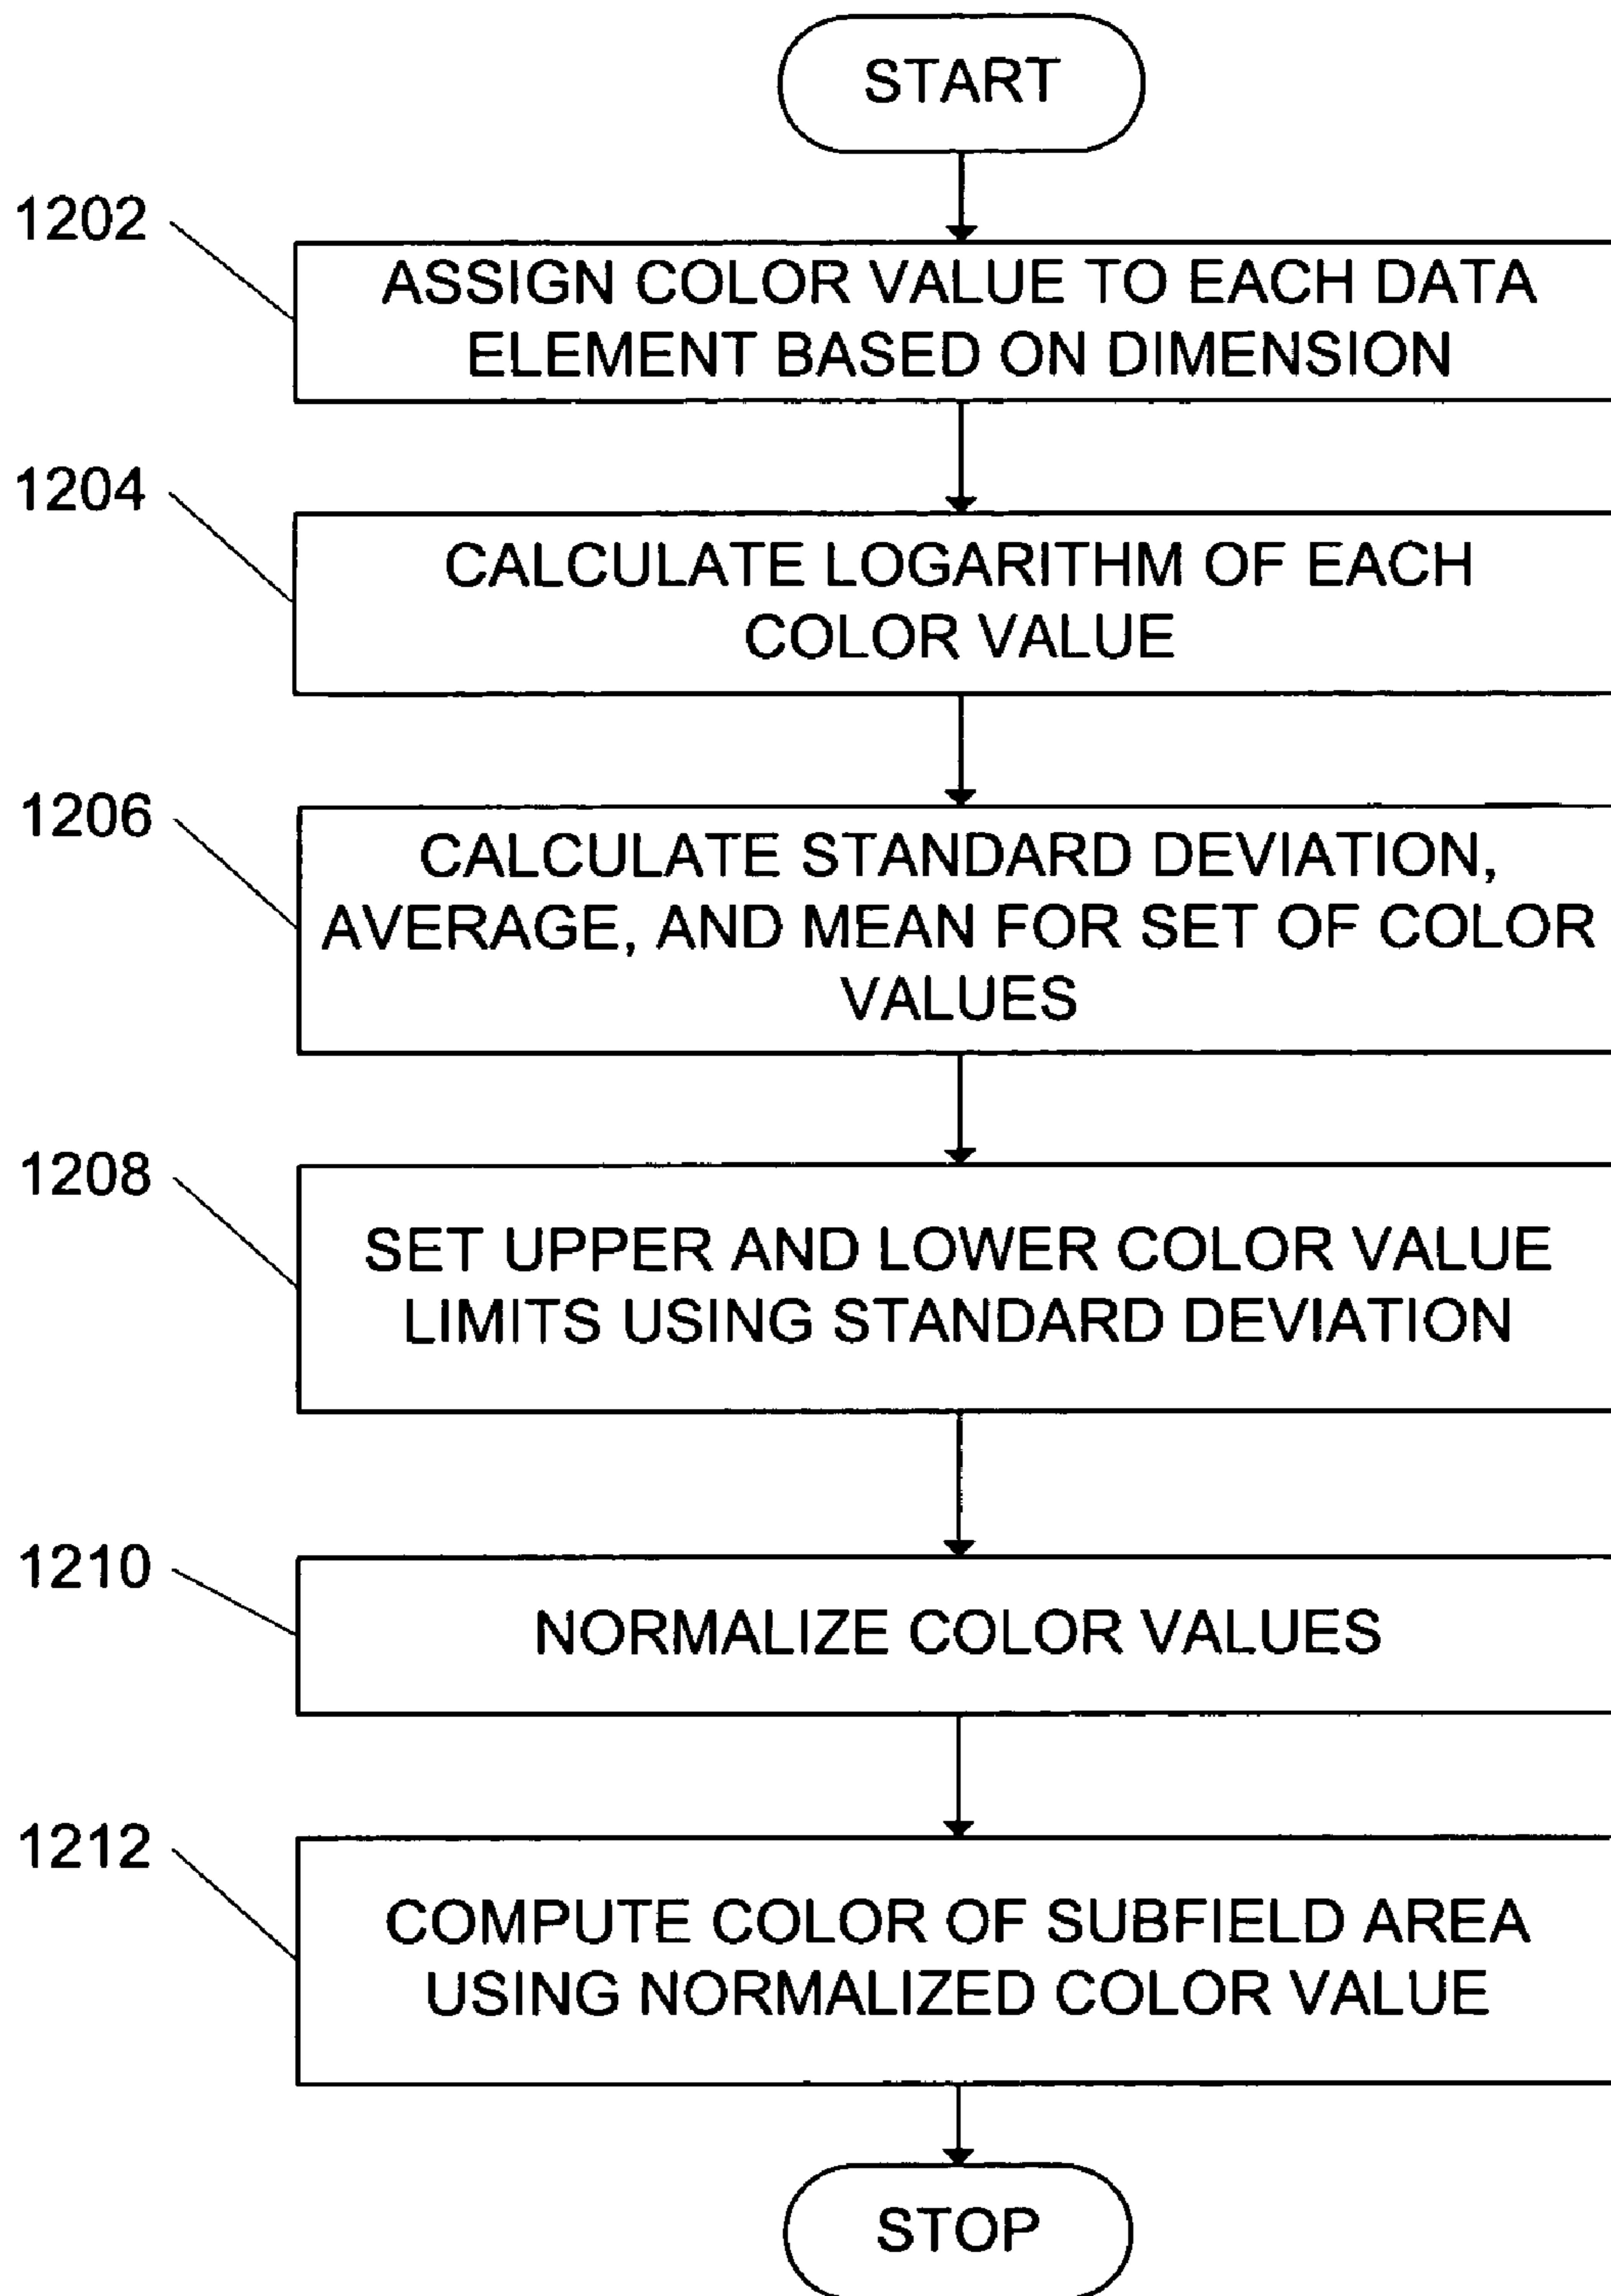 START
1202
ASSIGN COLOR VALUE TO EACH DATA
ELEMENT BASED ON DIMENSION
1204
CALCULATE LOGARITHM OF EACH
COLOR VALUE
1206
CALCULATE STANDARD DEVIATION,
AVERAGE, AND MEAN FOR SET OF COLOR
VALUES
1208
SET UPPER AND LOWER COLOR VALUE
LIMITS USING STANDARD DEVIATION
1210
NORMALIZE COLOR VALUES
1212
COMPUTE COLOR OF SUBFIELD AREA
USING NORMALIZED COLOR VALUE
STOP